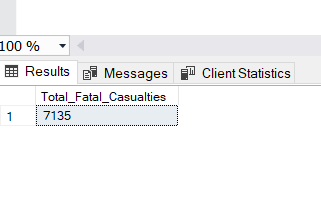 100 %
Results Messages Client Statistics
Total_Fatal_Casualties
1 7135